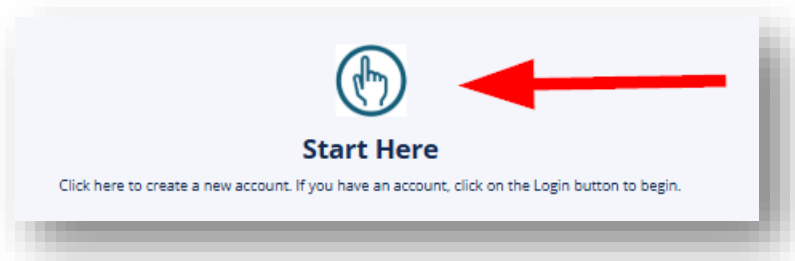 Start Here
Click here to create a new account. If you have an account, click on the Login button to begin.